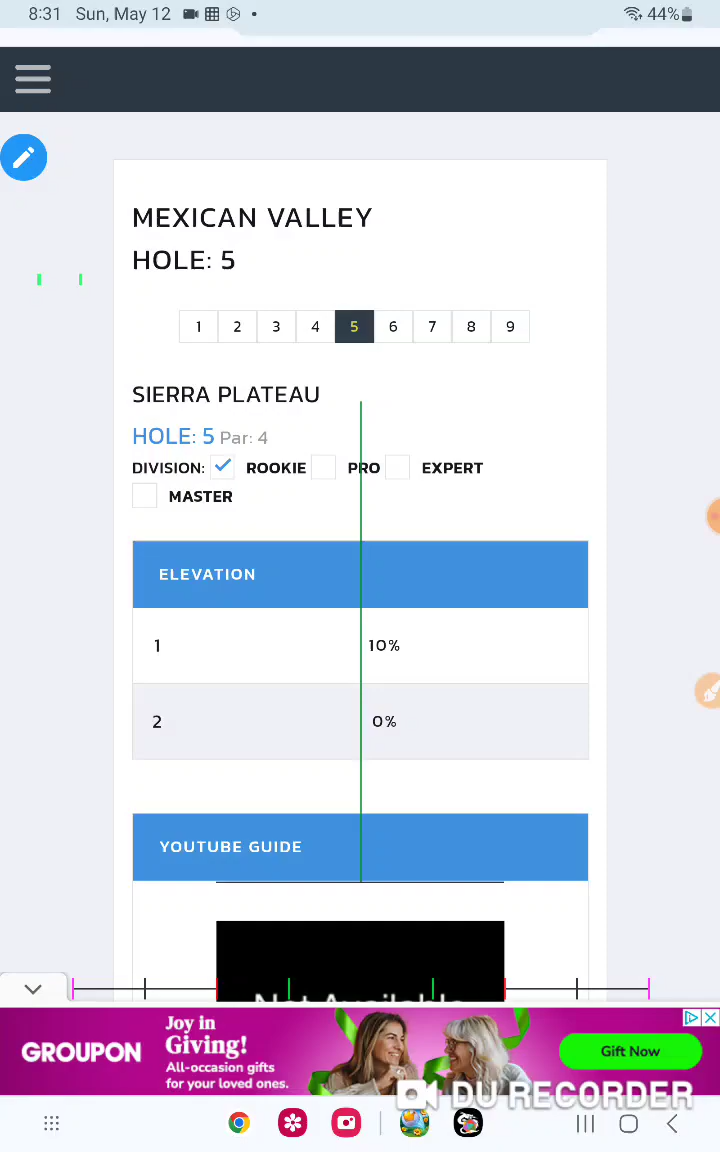 8:31 Sun, May 12 44%
MEXICAN VALLEY
HOLE: 5
1 2 3 4 5 6 7 8 9
SIERRA PLATEAU
HOLE: 5 Par: 4
DIVISION: ROOKIE PRO EXPERT
MASTER
ELEVATION
1 10%
2 0%
YOUTUBE GUIDE
Not Available
GROUPON
Joy in
Giving!
All-occasion gifts
for your loved ones.
Gift Now
DU RECORDER